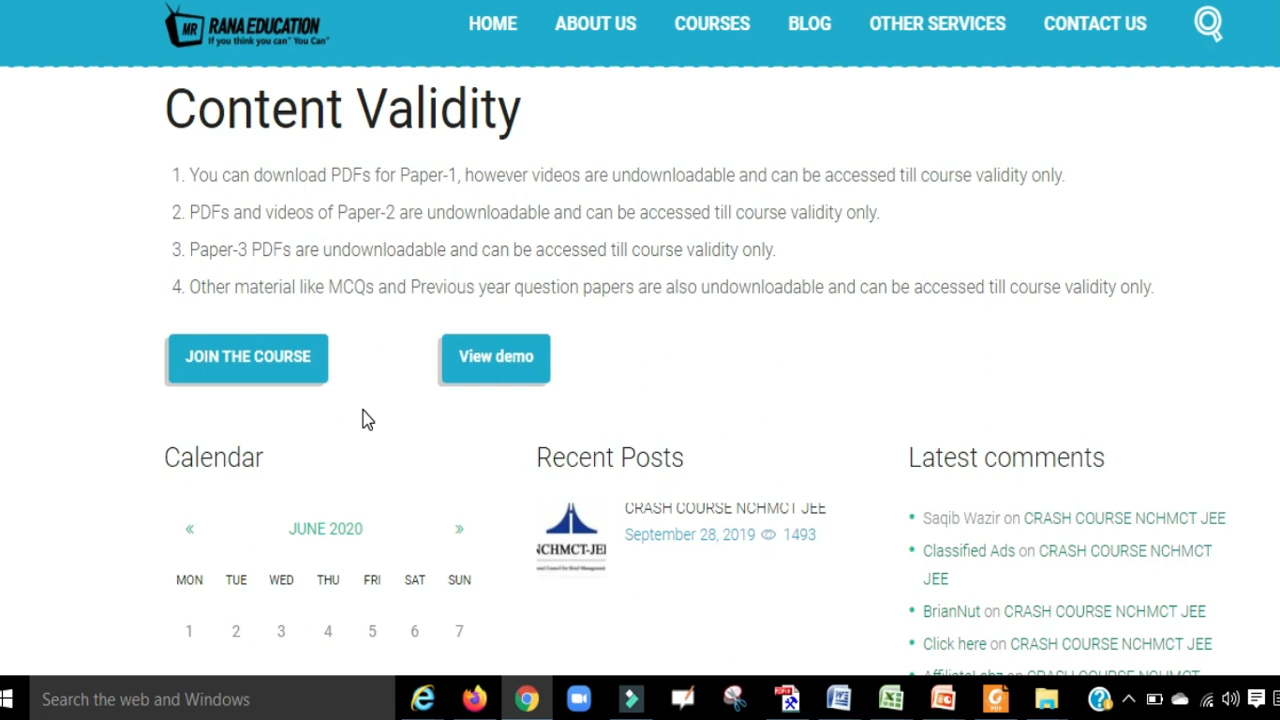 MR RANA EDUCATION
If you think you can" You Can"
HOME ABOUT US COURSES BLOG OTHER SERVICES CONTACT US
Content Validity
1. You can download PDFs for Paper-1, however videos are undownloadable and can be accessed till course validity only.
2. PDFs and videos of Paper-2 are undownloadable and can be accessed till course validity only.
3. Paper-3 PDFs are undownloadable and can be accessed till course validity only.
4. Other material like MCQs and Previous year question papers are also undownloadable and can be accessed till course validity only.
JOIN THE COURSE View demo
Calendar
« JUNE 2020 »
MON TUE WED THU FRI SAT SUN
1 2 3 4 5 6 7
Recent Posts
CRASH COURSE NCHMCT JEE
September 28, 2019 1493
NCHMCT-JEE
Latest comments
Saqib Wazir on CRASH COURSE NCHMCT JEE
Classified Ads on CRASH COURSE NCHMCT
JEE
BrianNut on CRASH COURSE NCHMCT JEE
Click here on CRASH COURSE NCHMCT JEE
AffiliateLabz on CRASH COURSE NCHMCT
Search the web and Windows